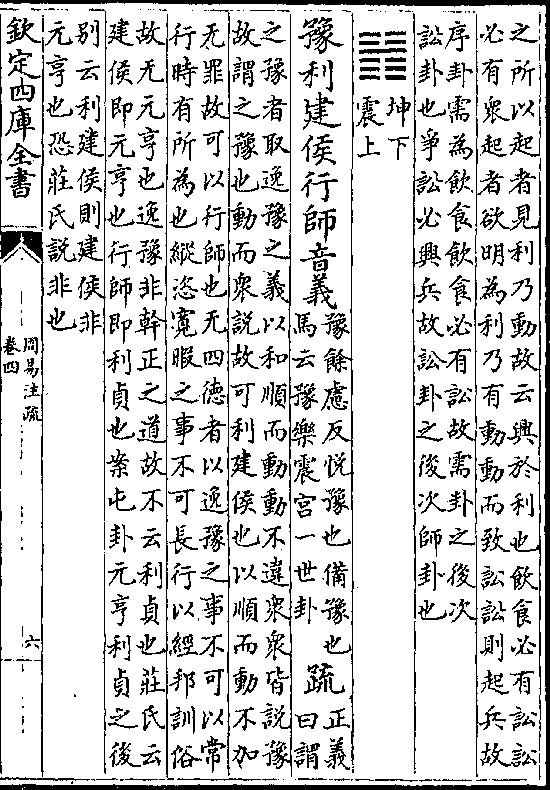 之所以起者見利乃動故云興於利也飲食必有訟訟
必有衆起者欲明為利乃有動動而致訟訟則起兵故
序卦需為飲食飲食必有訟故需卦之後次
訟卦也爭訟必興兵故訟卦之後次師卦也
䷏ 坤下
震上
豫利建侯行師音義 豫餘慮反悦豫也備豫也
馬云豫樂震宫一世卦
疏 正義
曰謂
之豫者取逸豫之義以和順而動動不違衆衆皆説豫
故謂之豫也動而衆説故可利建侯也以順而動不加
无罪故可以行師也无四德者以逸豫之事不可以常
行時有所為也縱恣寛暇之事不可長行以經邦訓俗
故无元亨也逸豫非幹正之道故不云利貞也莊氏云
建侯即元亨也行師即利貞也案屯卦元亨利貞之後
别云利建侯則建侯非
元亨也恐莊氏説非也
欽定四庫全書
周易注疏
卷四
六